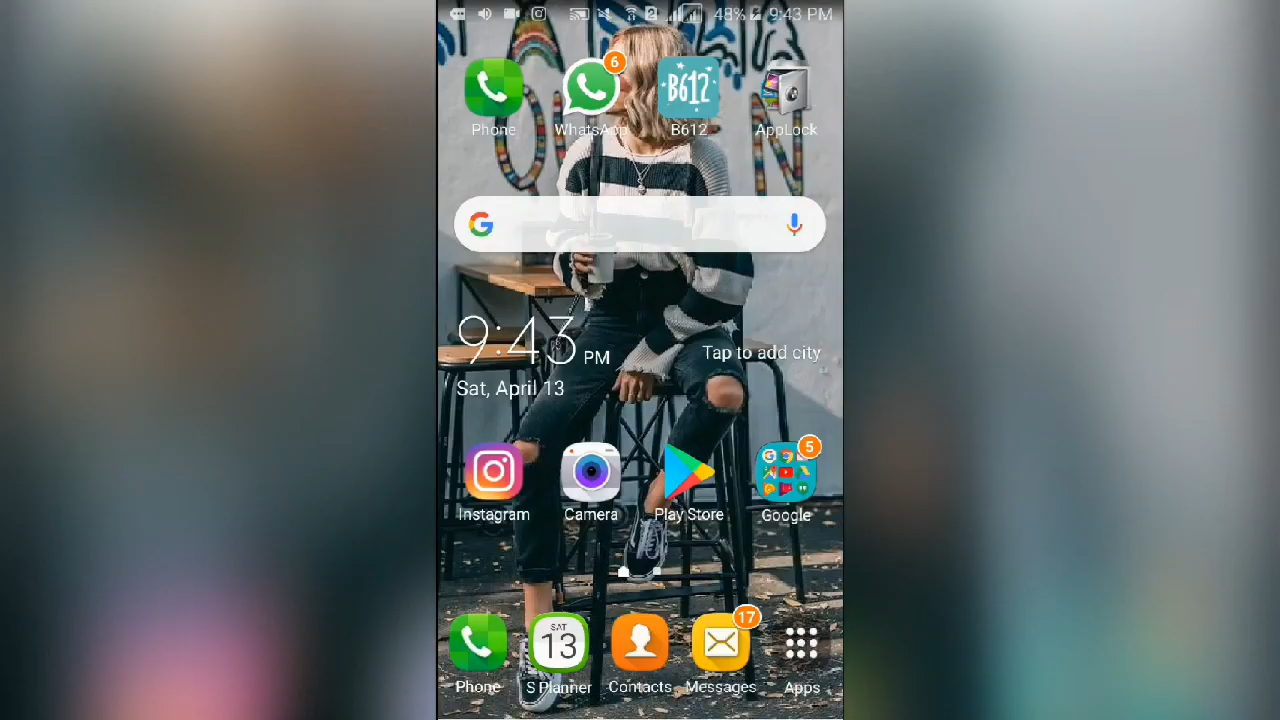 48% 9:43 PM
6
B612
Phone WhatsApp B612 AppLock
9:43 PM
Tap to add city
Sat, April 13
5
Instagram Camera Play Store Google
17
SAT
13
Phone S Planner Contacts Messages Apps